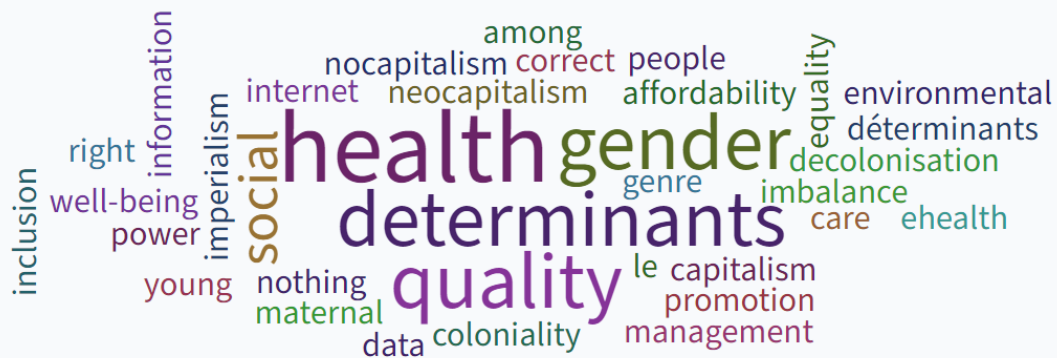 among
nocapitalism correct people
internet neocapitalism affordability environmental
information
equality
health gender déterminants
right
imperialism
social
genre decolonisation
inclusion
well-being determinants imbalance
power care ehealth
young nothing quality le capitalism
maternal promotion
data coloniality management